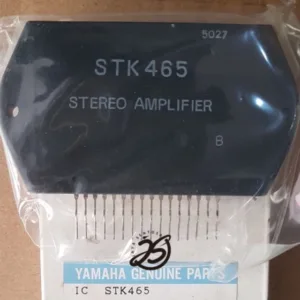 5027
STK465
STEREO AMPLIFIER
B
YAMAHA GENUINE PARTS
IC STK465